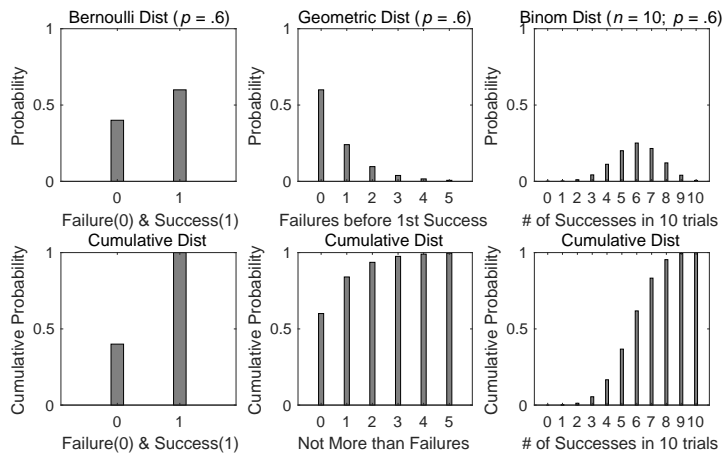 Bernoulli Dist (p = .6)
1
0.5
0
Probability
0 1
Failure(0) & Success(1)
Geometric Dist (p = .6)
1
0.5
0
Probability
0 1 2 3 4 5
Failures before 1st Success
Binom Dist (n = 10; p = .6)
1
0.5
0
Probability
0 1 2 3 4 5 6 7 8 9 10
# of Successes in 10 trials
Cumulative Dist
1
0.5
0
Cumulative Probability
0 1
Failure(0) & Success(1)
Cumulative Dist
1
0.5
0
Cumulative Probability
0 1 2 3 4 5
Not More than Failures
Cumulative Dist
1
0.5
0
Cumulative Probability
0 1 2 3 4 5 6 7 8 9 10
# of Successes in 10 trials